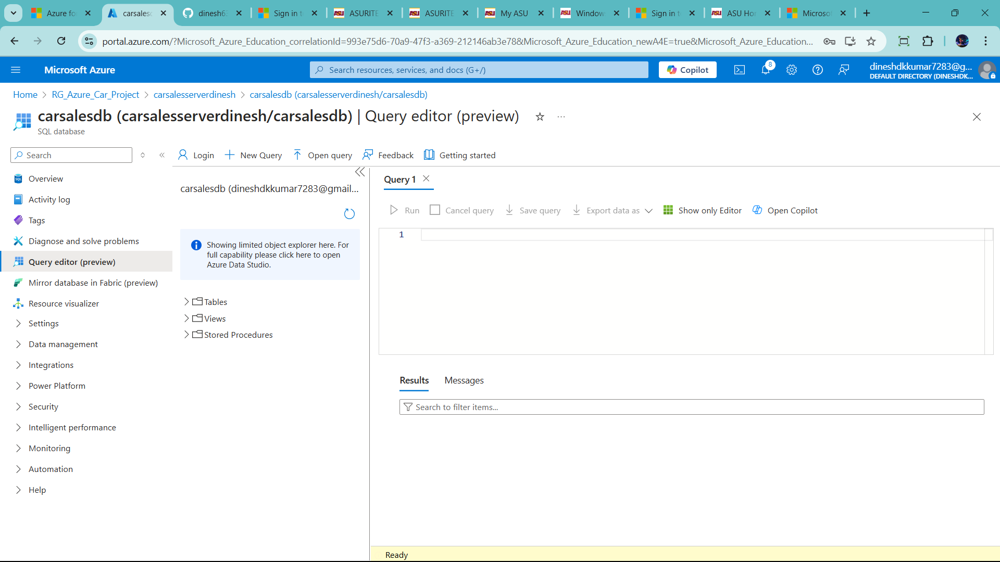 Azure fo
carsalesc
dinesh63
Sign in t
ASURITE
ASURITE
My ASU
Window
Sign in t
ASU Hor
Microsof
portal.azure.com/?Microsoft_Azure_Education_correlationId=993e75d6-70a9-47f3-a369-212146ab3e78&Microsoft_Azure_Education_newA4E=true&Microsoft_Azure_Education...
Microsoft Azure
Search resources, services, and docs (G+/)
Copilot
8
dineshdkkumar7283@g...
DEFAULT DIRECTORY (DINESHDK...
Home > RG_Azure_Car_Project > carsalesserverdinesh > carsalesdb (carsalesserverdinesh/carsalesdb)
carsalesdb (carsalesserverdinesh/carsalesdb) | Query editor (preview)
SQL database
Search
Login
New Query
Open query
Feedback
Getting started
Overview
Activity log
Tags
Diagnose and solve problems
Query editor (preview)
Mirror database in Fabric (preview)
Resource visualizer
Settings
Data management
Integrations
Power Platform
Security
Intelligent performance
Monitoring
Automation
Help
carsalesdb (dineshdkkumar7283@gmail...
Showing limited object explorer here. For
full capability please click here to open
Azure Data Studio.
Tables
Views
Stored Procedures
Query 1
Run
Cancel query
Save query
Export data as
Show only Editor
Open Copilot
1
Results
Messages
Search to filter items...
Ready